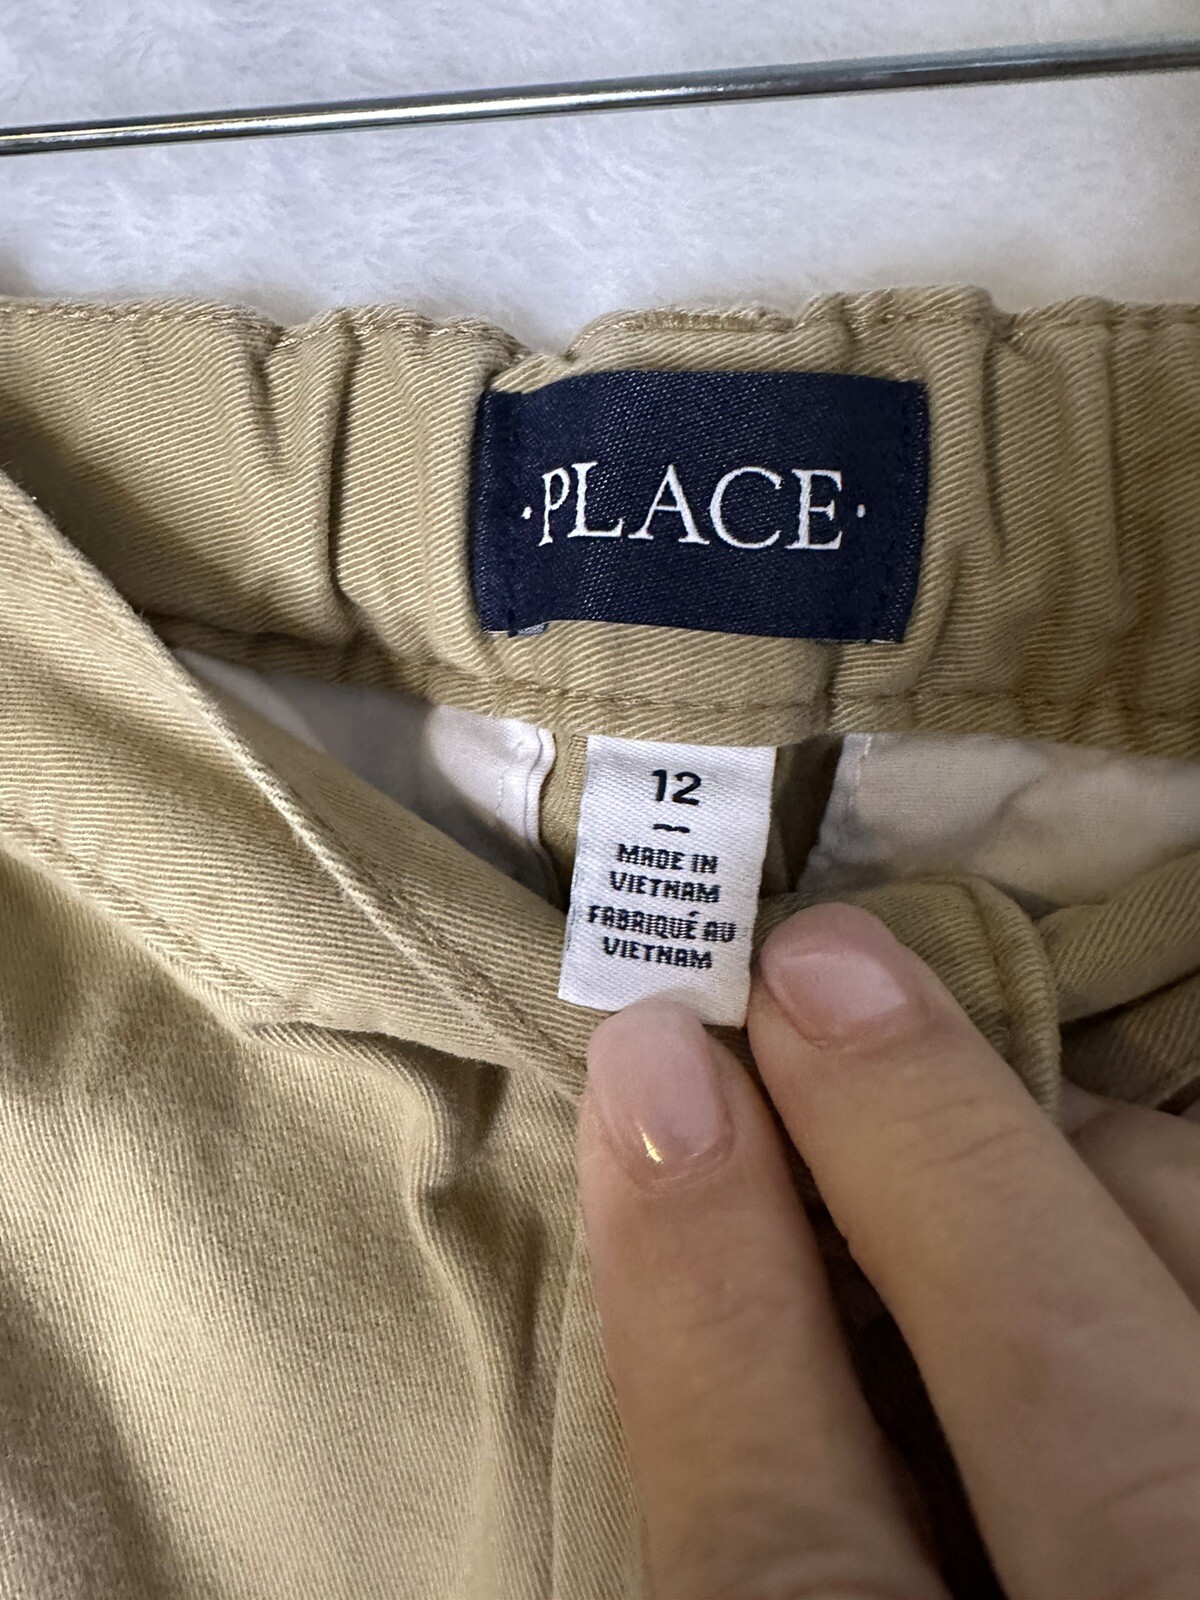 ·PLACE·
12
~
MADE IN
VIETNAM
FABRIQUÉ AU
VIETNAM